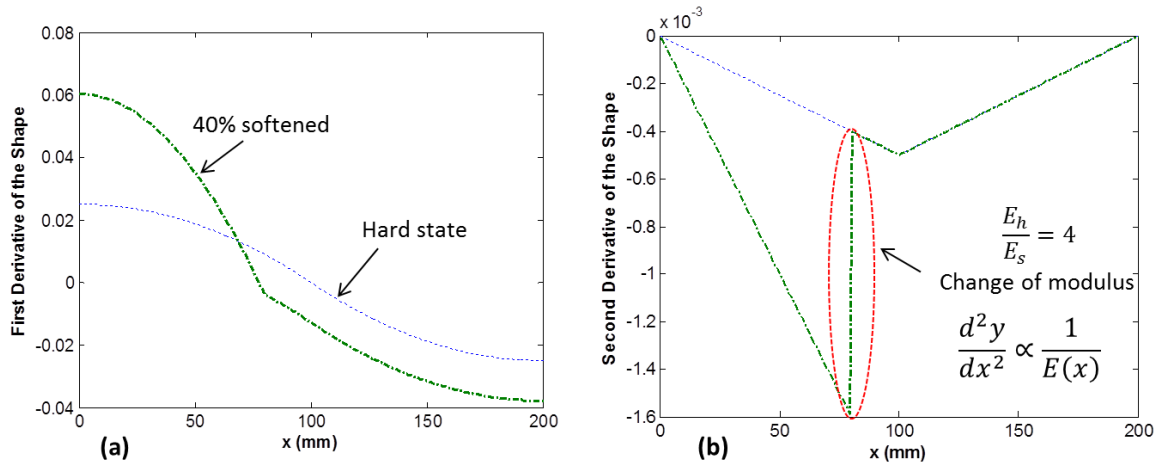 0.08
0.06
0.04
0.02
0
-0.02
-0.04
First Derivative of the Shape
40% softened
Hard state
0
50
100
150
200
x (mm)
(a)
x 10⁻³
0
-0.2
-0.4
-0.6
-0.8
-1
-1.2
-1.4
-1.6
Second Derivative of the Shape
E_h/E_s = 4
Change of modulus
d²y/dx² ∝ 1/E(x)
0
50
100
150
200
x (mm)
(b)